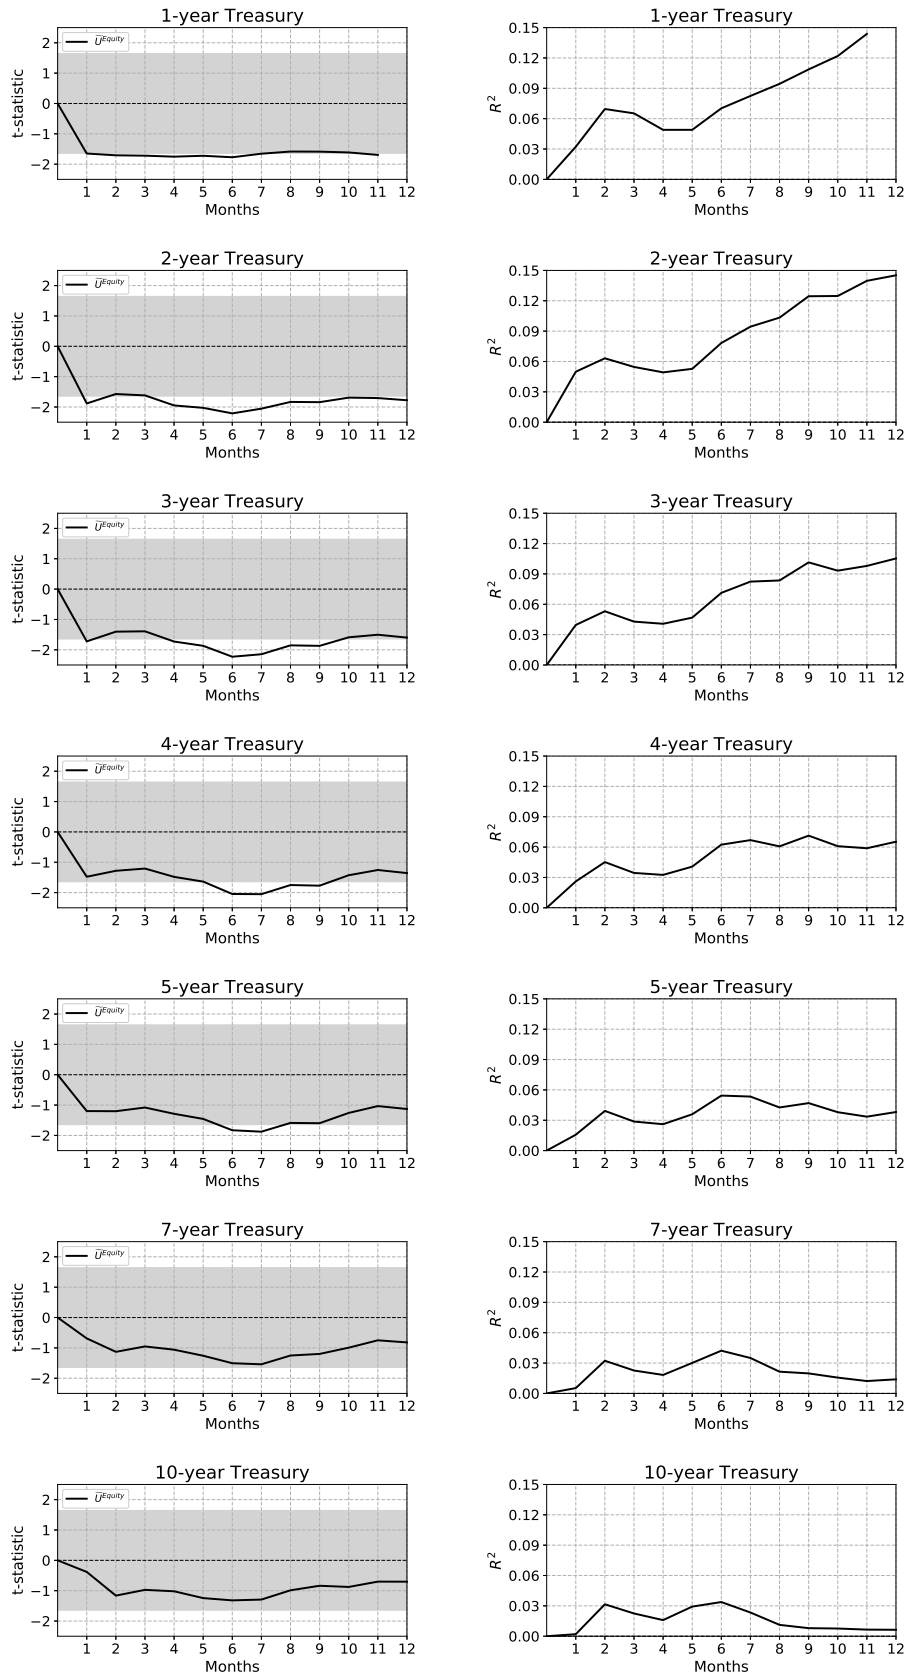 1-year Treasury
t-statistic
2
1
0
−1
−2
Ũ^Equity
1 2 3 4 5 6 7 8 9 10 11 12
Months
1-year Treasury
R²
0.15
0.12
0.09
0.06
0.03
0.00
1 2 3 4 5 6 7 8 9 10 11 12
Months
2-year Treasury
t-statistic
2
1
0
−1
−2
Ũ^Equity
1 2 3 4 5 6 7 8 9 10 11 12
Months
2-year Treasury
R²
0.15
0.12
0.09
0.06
0.03
0.00
1 2 3 4 5 6 7 8 9 10 11 12
Months
3-year Treasury
t-statistic
2
1
0
−1
−2
Ũ^Equity
1 2 3 4 5 6 7 8 9 10 11 12
Months
3-year Treasury
R²
0.15
0.12
0.09
0.06
0.03
0.00
1 2 3 4 5 6 7 8 9 10 11 12
Months
4-year Treasury
t-statistic
2
1
0
−1
−2
Ũ^Equity
1 2 3 4 5 6 7 8 9 10 11 12
Months
4-year Treasury
R²
0.15
0.12
0.09
0.06
0.03
0.00
1 2 3 4 5 6 7 8 9 10 11 12
Months
5-year Treasury
t-statistic
2
1
0
−1
−2
Ũ^Equity
1 2 3 4 5 6 7 8 9 10 11 12
Months
5-year Treasury
R²
0.15
0.12
0.09
0.06
0.03
0.00
1 2 3 4 5 6 7 8 9 10 11 12
Months
7-year Treasury
t-statistic
2
1
0
−1
−2
Ũ^Equity
1 2 3 4 5 6 7 8 9 10 11 12
Months
7-year Treasury
R²
0.15
0.12
0.09
0.06
0.03
0.00
1 2 3 4 5 6 7 8 9 10 11 12
Months
10-year Treasury
t-statistic
2
1
0
−1
−2
Ũ^Equity
1 2 3 4 5 6 7 8 9 10 11 12
Months
10-year Treasury
R²
0.15
0.12
0.09
0.06
0.03
0.00
1 2 3 4 5 6 7 8 9 10 11 12
Months